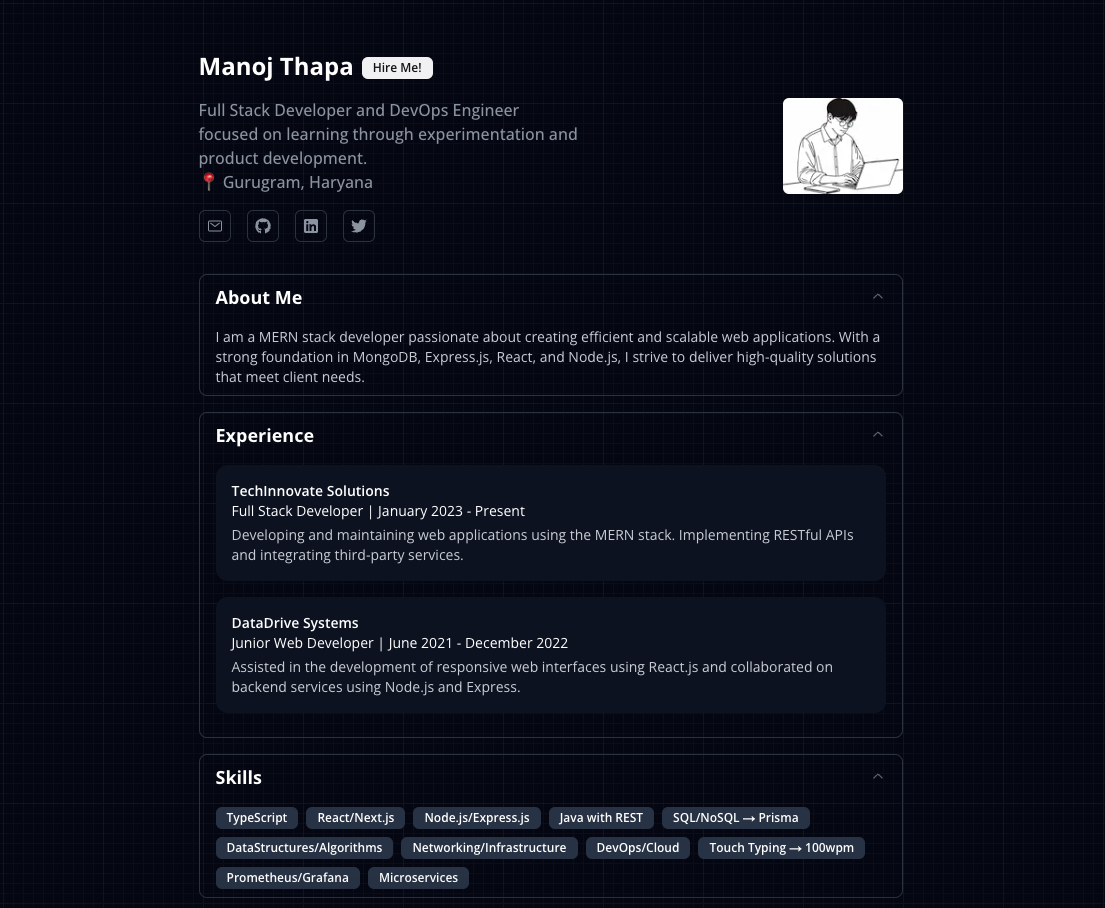 Manoj Thapa Hire Me!
Full Stack Developer and DevOps Engineer
focused on learning through experimentation and
product development.
📍 Gurugram, Haryana
About Me
I am a MERN stack developer passionate about creating efficient and scalable web applications. With a
strong foundation in MongoDB, Express.js, React, and Node.js, I strive to deliver high-quality solutions
that meet client needs.
Experience
TechInnovate Solutions
Full Stack Developer | January 2023 - Present
Developing and maintaining web applications using the MERN stack. Implementing RESTful APIs
and integrating third-party services.
DataDrive Systems
Junior Web Developer | June 2021 - December 2022
Assisted in the development of responsive web interfaces using React.js and collaborated on
backend services using Node.js and Express.
Skills
TypeScript React/Next.js Node.js/Express.js Java with REST SQL/NoSQL → Prisma
DataStructures/Algorithms Networking/Infrastructure DevOps/Cloud Touch Typing → 100wpm
Prometheus/Grafana Microservices